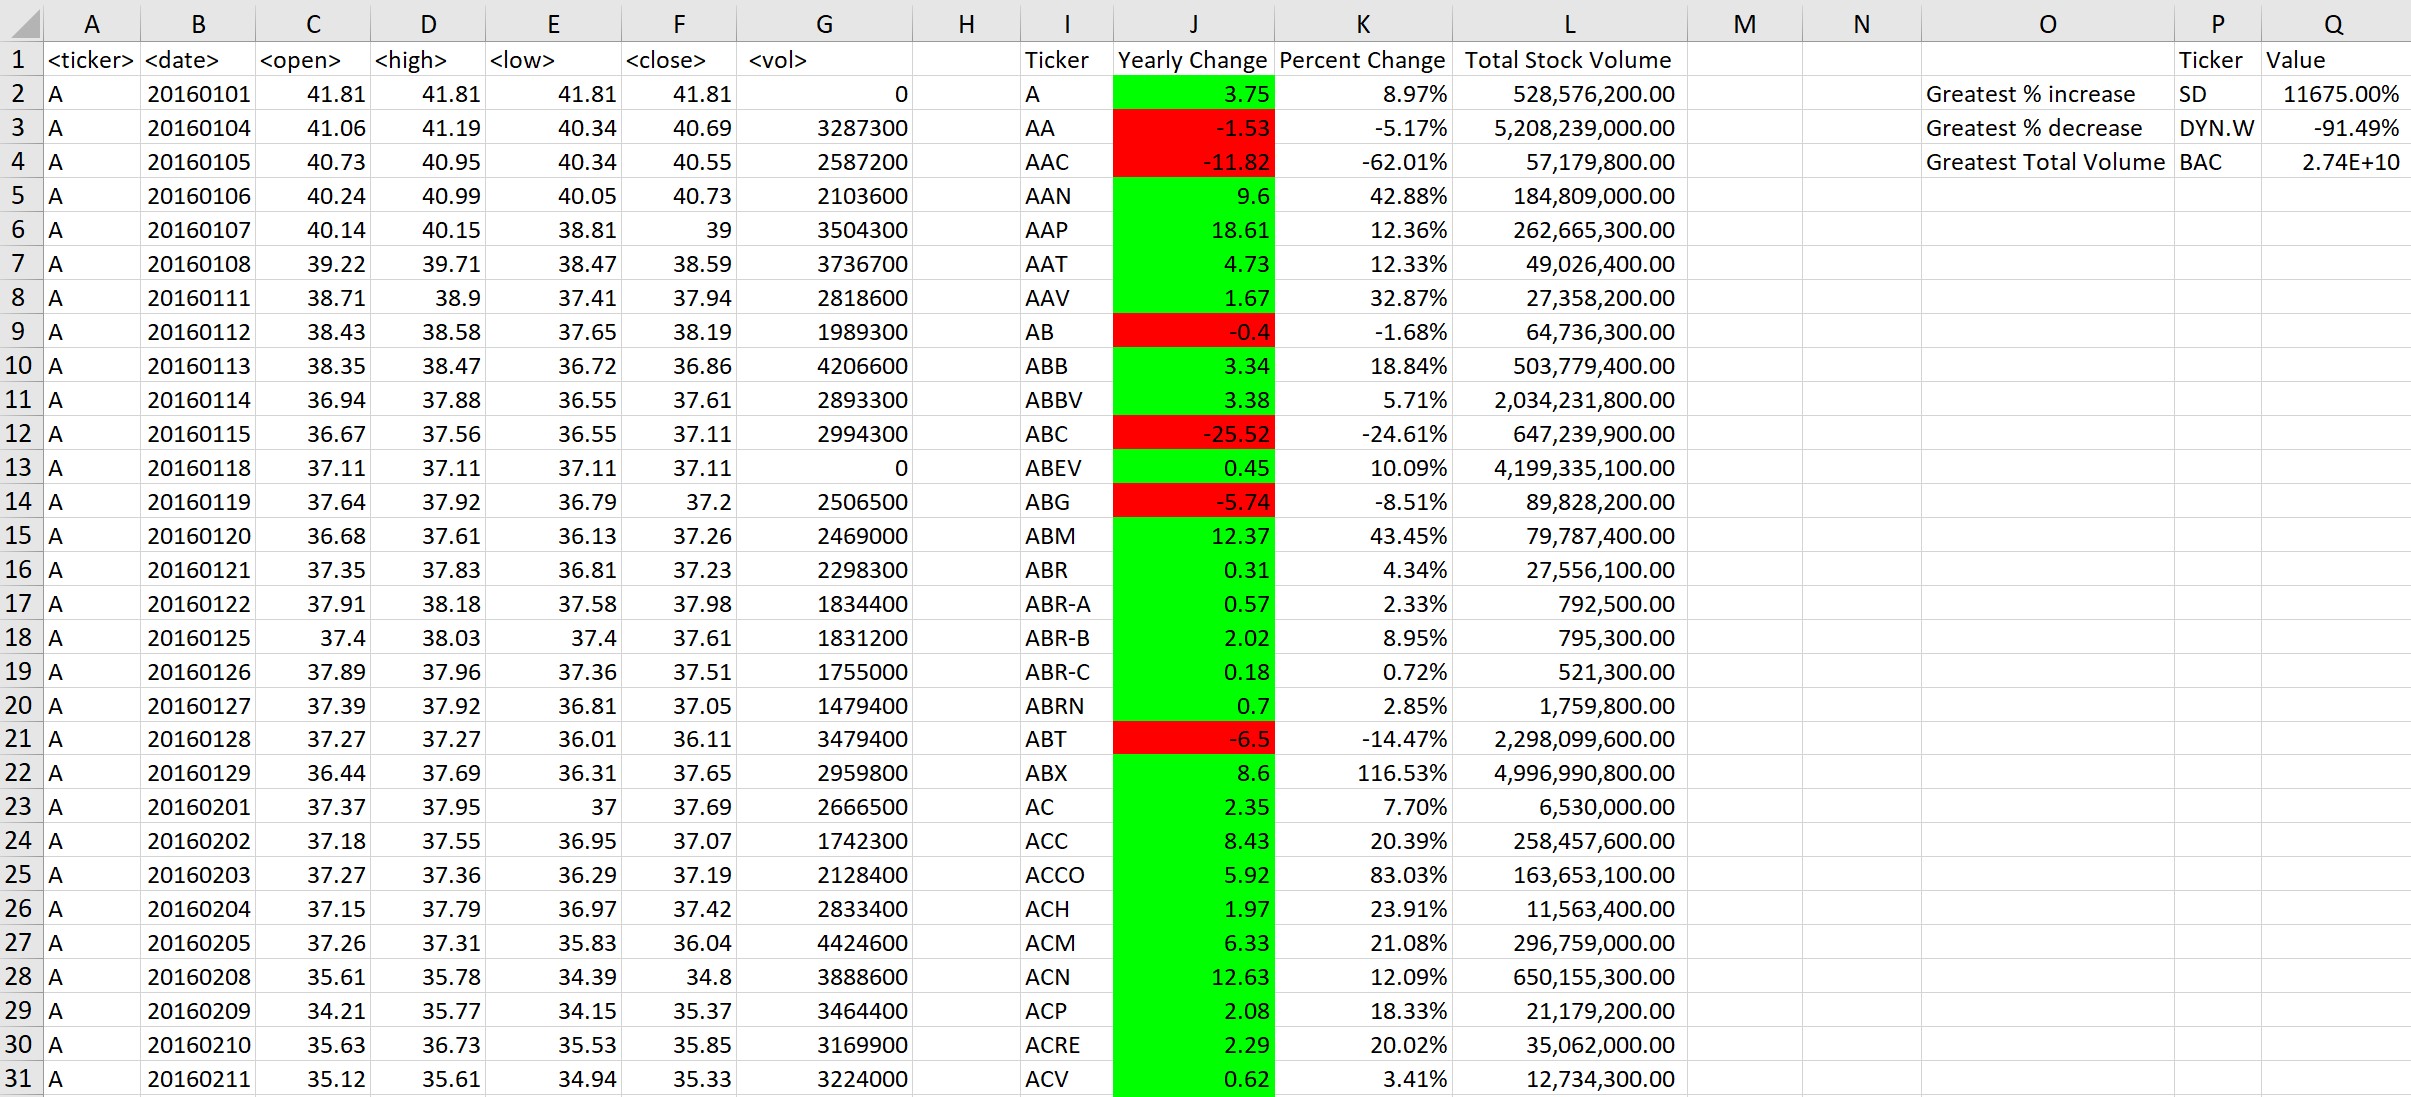 A B C D E F G H I J K L M N O P Q
1 <ticker> <date> <open> <high> <low> <close> <vol> Ticker Yearly Change Percent Change Total Stock Volume Ticker Value
2 A 20160101 41.81 41.81 41.81 41.81 0 A 3.75 8.97% 528,576,200.00 Greatest % increase SD 11675.00%
3 A 20160104 41.06 41.19 40.34 40.69 3287300 AA -1.53 -5.17% 5,208,239,000.00 Greatest % decrease DYN.W -91.49%
4 A 20160105 40.73 40.95 40.34 40.55 2587200 AAC -11.82 -62.01% 57,179,800.00 Greatest Total Volume BAC 2.74E+10
5 A 20160106 40.24 40.99 40.05 40.73 2103600 AAN 9.6 42.88% 184,809,000.00
6 A 20160107 40.14 40.15 38.81 39 3504300 AAP 18.61 12.36% 262,665,300.00
7 A 20160108 39.22 39.71 38.47 38.59 3736700 AAT 4.73 12.33% 49,026,400.00
8 A 20160111 38.71 38.9 37.41 37.94 2818600 AAV 1.67 32.87% 27,358,200.00
9 A 20160112 38.43 38.58 37.65 38.19 1989300 AB -0.4 -1.68% 64,736,300.00
10 A 20160113 38.35 38.47 36.72 36.86 4206600 ABB 3.34 18.84% 503,779,400.00
11 A 20160114 36.94 37.88 36.55 37.61 2893300 ABBV 3.38 5.71% 2,034,231,800.00
12 A 20160115 36.67 37.56 36.55 37.11 2994300 ABC -25.52 -24.61% 647,239,900.00
13 A 20160118 37.11 37.11 37.11 37.11 0 ABEV 0.45 10.09% 4,199,335,100.00
14 A 20160119 37.64 37.92 36.79 37.2 2506500 ABG -5.74 -8.51% 89,828,200.00
15 A 20160120 36.68 37.61 36.13 37.26 2469000 ABM 12.37 43.45% 79,787,400.00
16 A 20160121 37.35 37.83 36.81 37.23 2298300 ABR 0.31 4.34% 27,556,100.00
17 A 20160122 37.91 38.18 37.58 37.98 1834400 ABR-A 0.57 2.33% 792,500.00
18 A 20160125 37.4 38.03 37.4 37.61 1831200 ABR-B 2.02 8.95% 795,300.00
19 A 20160126 37.89 37.96 37.36 37.51 1755000 ABR-C 0.18 0.72% 521,300.00
20 A 20160127 37.39 37.92 36.81 37.05 1479400 ABRN 0.7 2.85% 1,759,800.00
21 A 20160128 37.27 37.27 36.01 36.11 3479400 ABT -6.5 -14.47% 2,298,099,600.00
22 A 20160129 36.44 37.69 36.31 37.65 2959800 ABX 8.6 116.53% 4,996,990,800.00
23 A 20160201 37.37 37.95 37 37.69 2666500 AC 2.35 7.70% 6,530,000.00
24 A 20160202 37.18 37.55 36.95 37.07 1742300 ACC 8.43 20.39% 258,457,600.00
25 A 20160203 37.27 37.36 36.29 37.19 2128400 ACCO 5.92 83.03% 163,653,100.00
26 A 20160204 37.15 37.79 36.97 37.42 2833400 ACH 1.97 23.91% 11,563,400.00
27 A 20160205 37.26 37.31 35.83 36.04 4424600 ACM 6.33 21.08% 296,759,000.00
28 A 20160208 35.61 35.78 34.39 34.8 3888600 ACN 12.63 12.09% 650,155,300.00
29 A 20160209 34.21 35.77 34.15 35.37 3464400 ACP 2.08 18.33% 21,179,200.00
30 A 20160210 35.63 36.73 35.53 35.85 3169900 ACRE 2.29 20.02% 35,062,000.00
31 A 20160211 35.12 35.61 34.94 35.33 3224000 ACV 0.62 3.41% 12,734,300.00